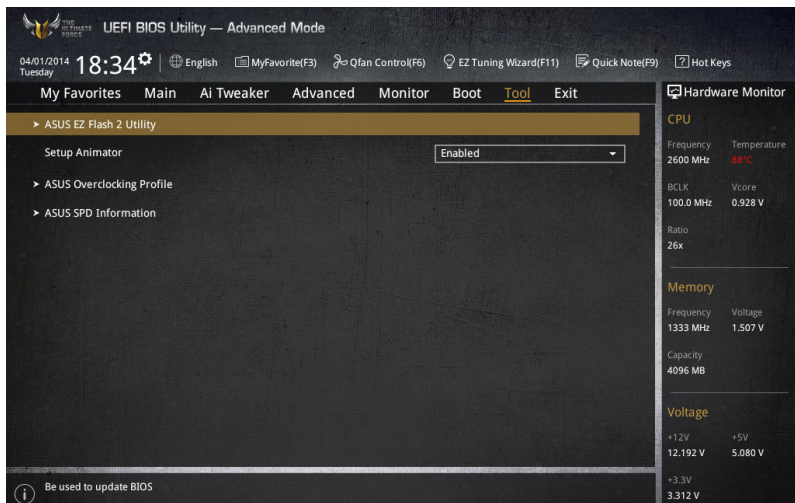 THE
ULTIMATE
FORCE
UEFI BIOS Utility — Advanced Mode
04/01/2014
Tuesday
18:34
English
MyFavorite(F3)
Qfan Control(F6)
EZ Tuning Wizard(F11)
Quick Note(F9)
? Hot Keys
My Favorites
Main
Ai Tweaker
Advanced
Monitor
Boot
Tool
Exit
Hardware Monitor
➤ ASUS EZ Flash 2 Utility
Setup Animator
Enabled
➤ ASUS Overclocking Profile
➤ ASUS SPD Information
CPU
Frequency Temperature
2600 MHz 88°C
BCLK Vcore
100.0 MHz 0.928 V
Ratio
26x
Memory
Frequency Voltage
1333 MHz 1.507 V
Capacity
4096 MB
Voltage
+12V +5V
12.192 V 5.080 V
+3.3V
3.312 V
i Be used to update BIOS